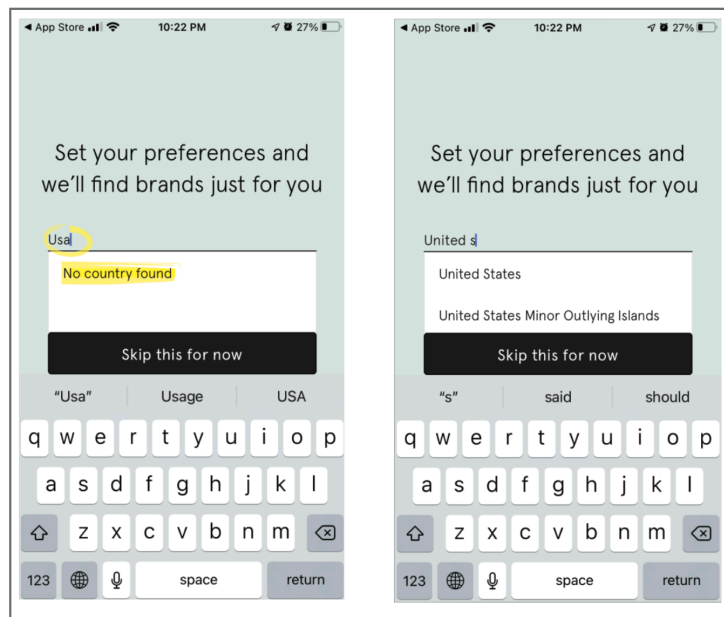 App Store
10:22 PM
27%
Set your preferences and
we'll find brands just for you
Usa
No country found
Skip this for now
"Usa"
Usage
USA
q w e r t y u i o p
a s d f g h j k l
z x c v b n m
123
space
return
App Store
10:22 PM
27%
Set your preferences and
we'll find brands just for you
United s
United States
United States Minor Outlying Islands
Skip this for now
"s"
said
should
q w e r t y u i o p
a s d f g h j k l
z x c v b n m
123
space
return